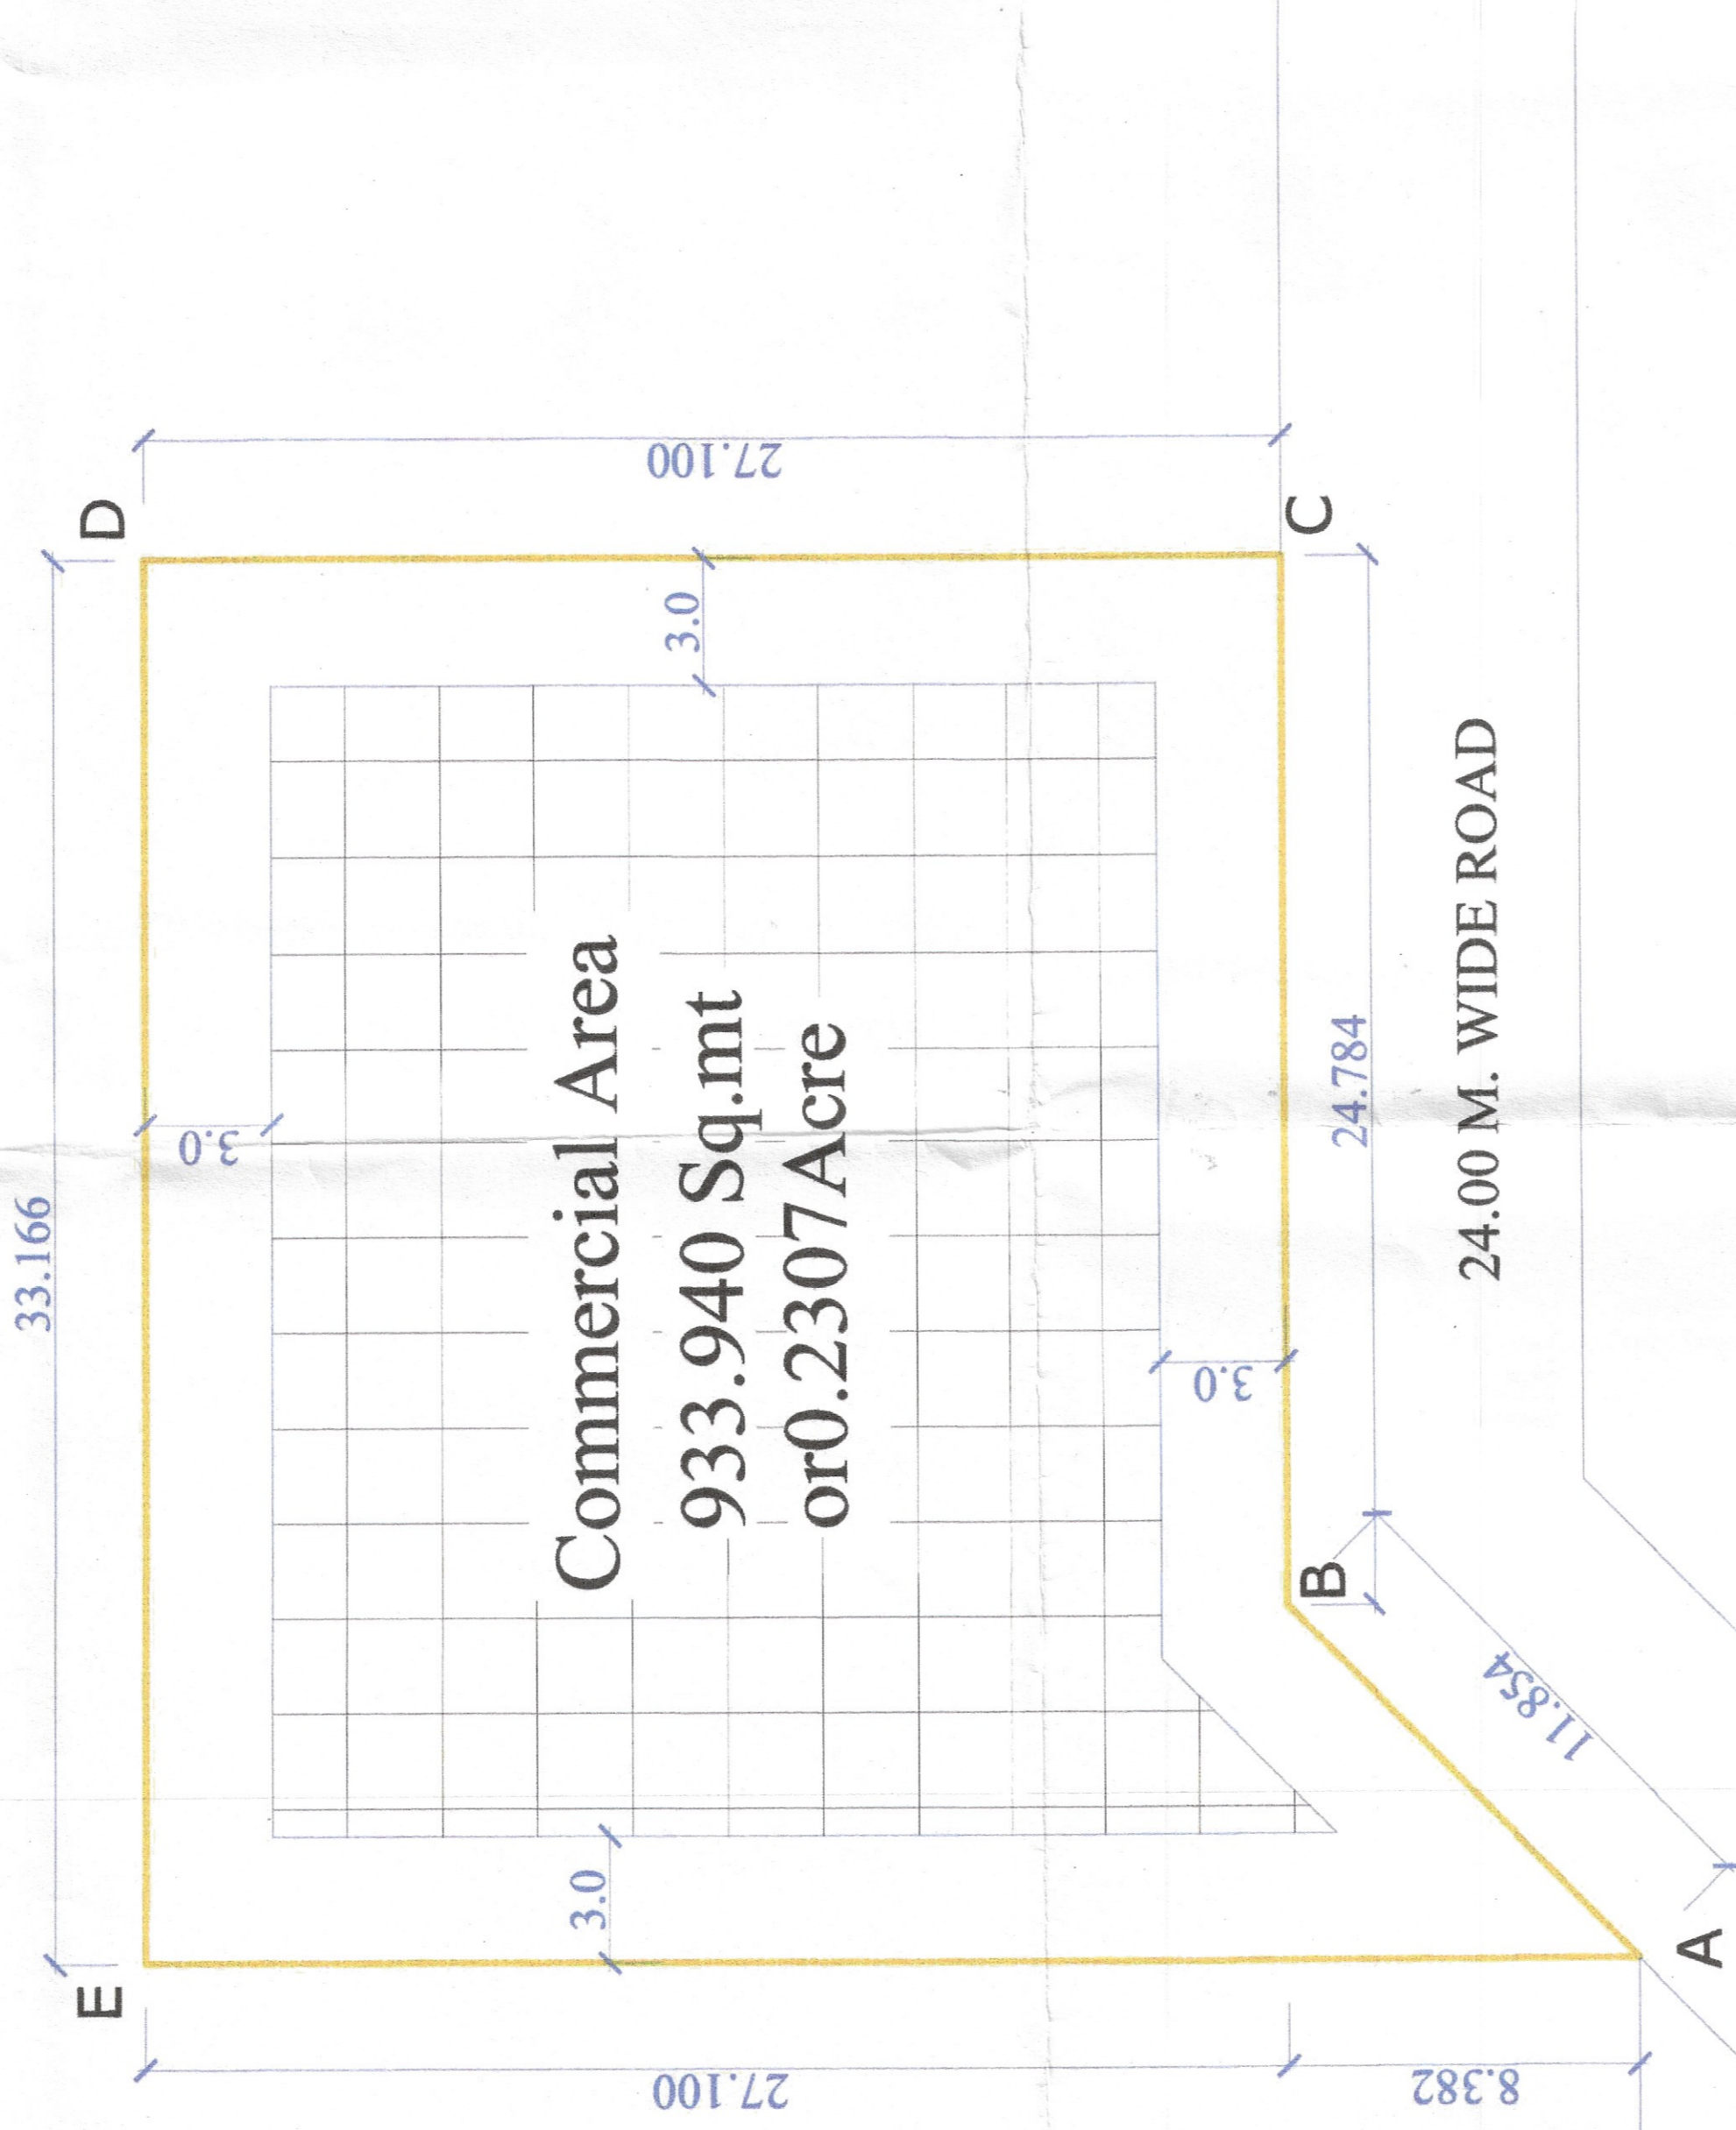 33.166
E
D
3.0
27.100
3.0
Commercial Area
933.940 Sq.mt
or0.2307Acre
3.0
3.0
27.100
C
B
24.784
11.854
8.382
A
24.00 M. WIDE ROAD